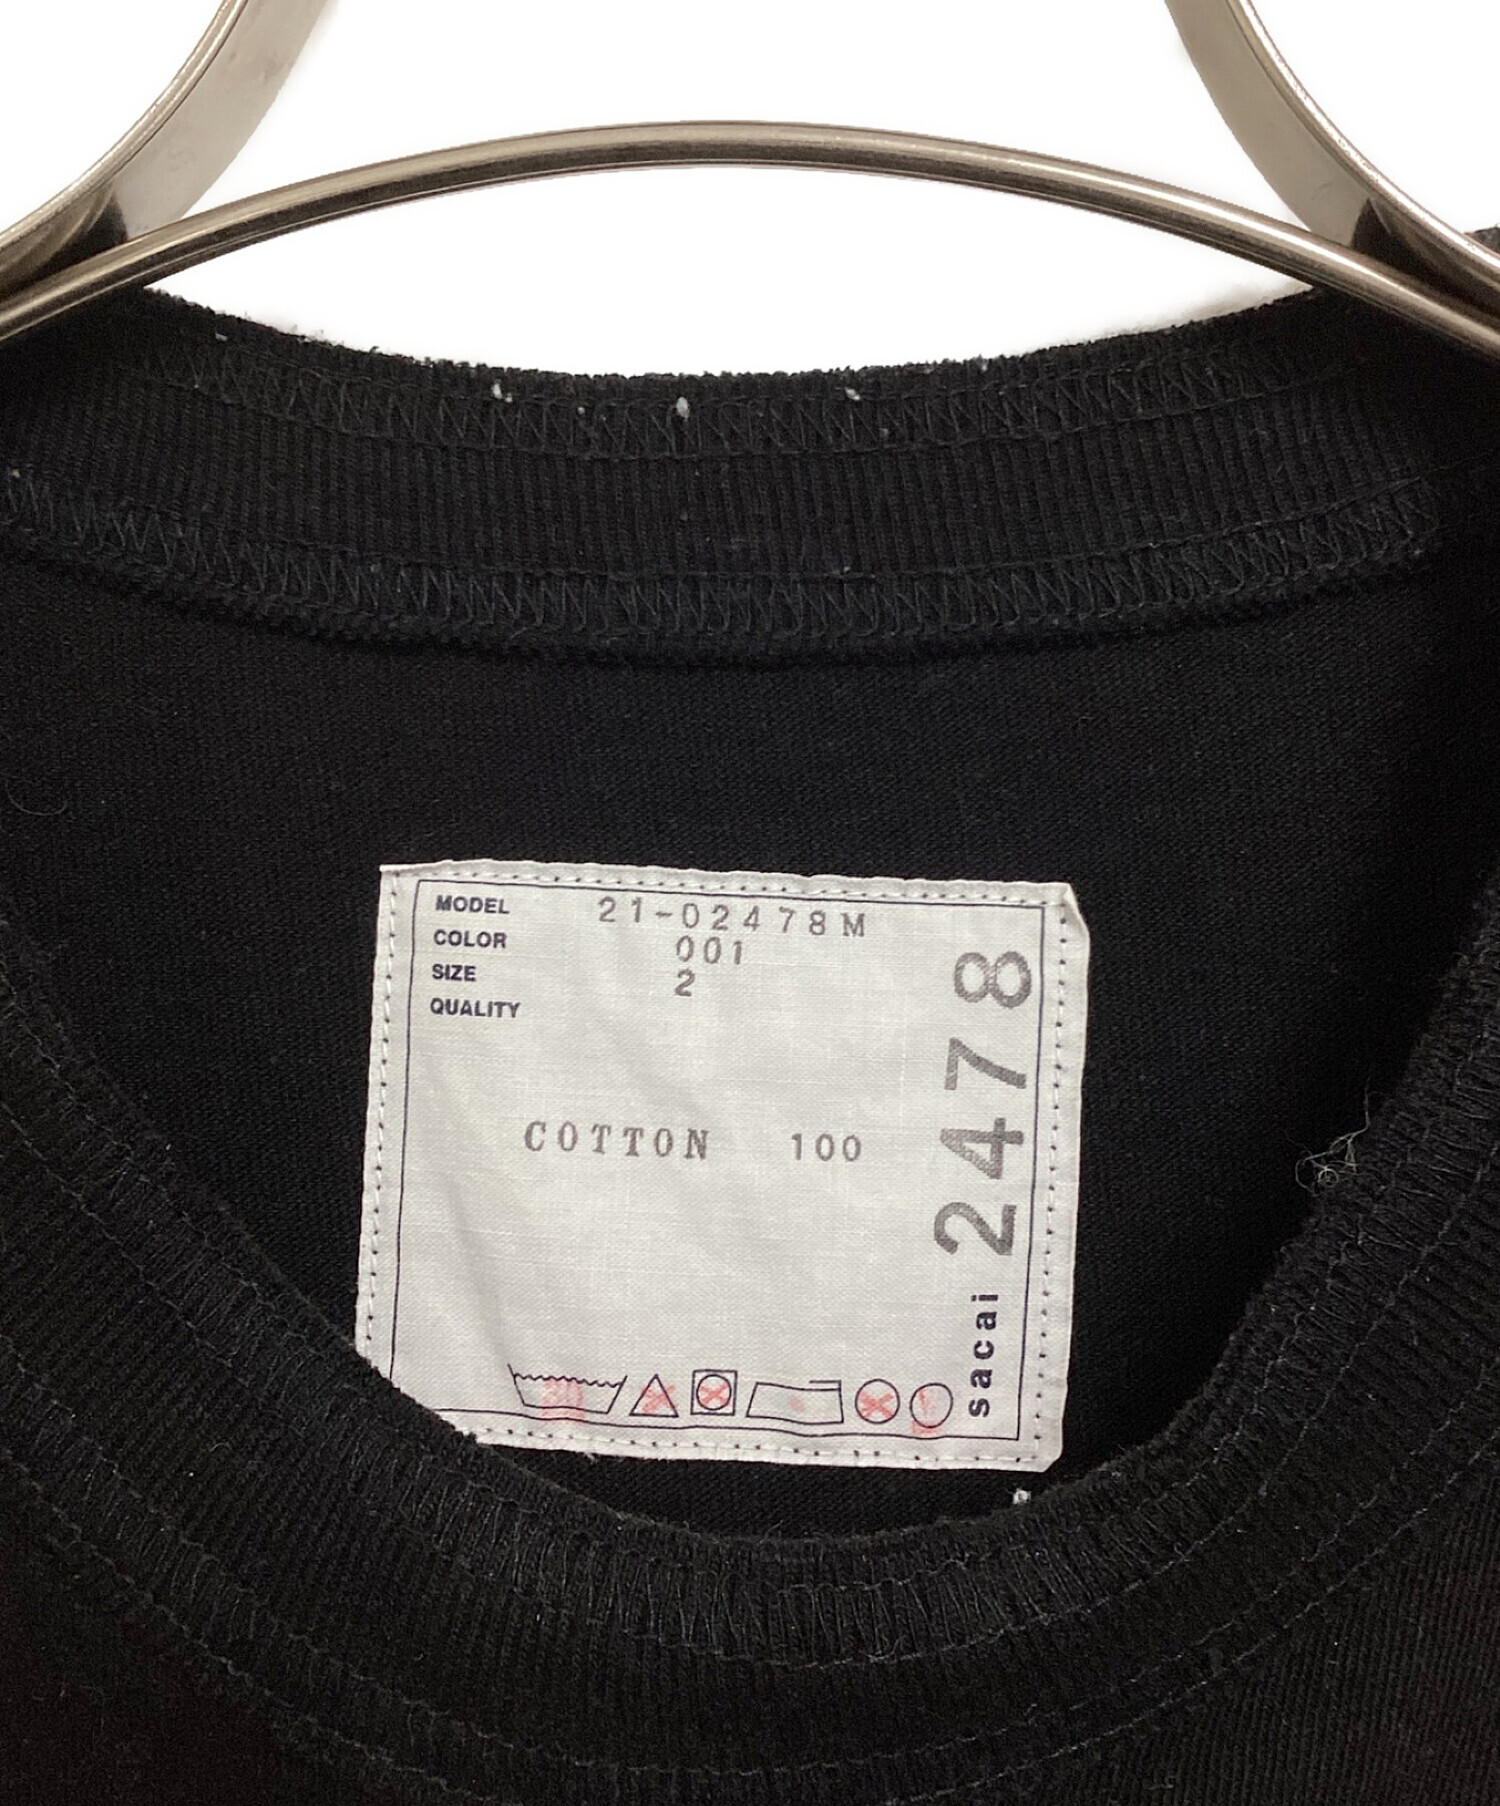 MODEL 21-02478M
COLOR 001
SIZE 2
QUALITY
COTTON 100
sacai 2478